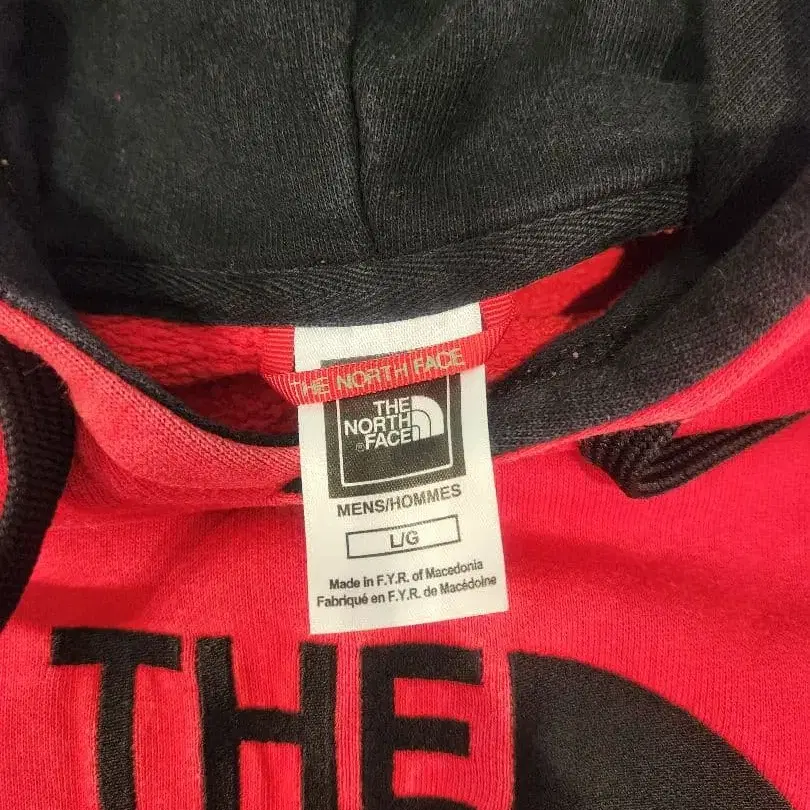 THE NORTH FACE
THE
NORTH
FACE
®
MENS/HOMMES
L/G
Made in F.Y.R. of Macedonia
Fabriqué en F.Y.R. de Macédoine
THE